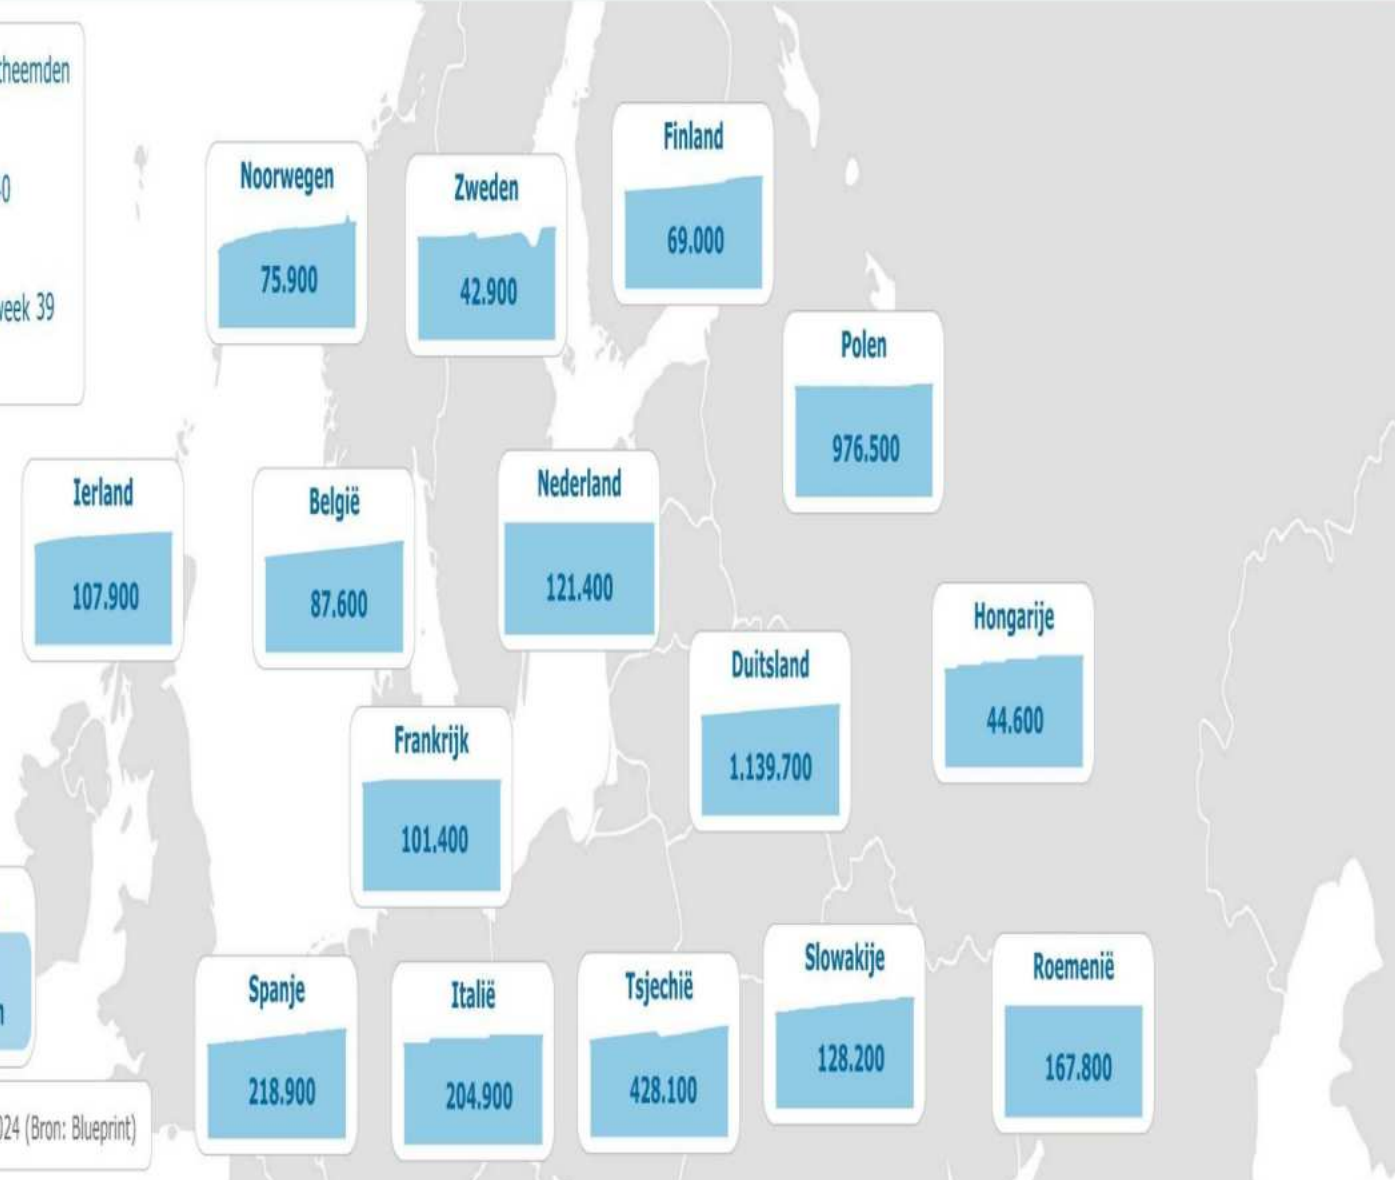 Finland
69.000
Noorwegen
75.900
Zweden
42.900
week 39
Polen
976.500
Ierland
107.900
België
87.600
Nederland
121.400
Hongarije
44.600
Duitsland
1.139.700
Frankrijk
101.400
Spanje
218.900
Italië
204.900
Tsjechië
428.100
Slowakije
128.200
Roemenië
167.800
(Bron: Blueprint)